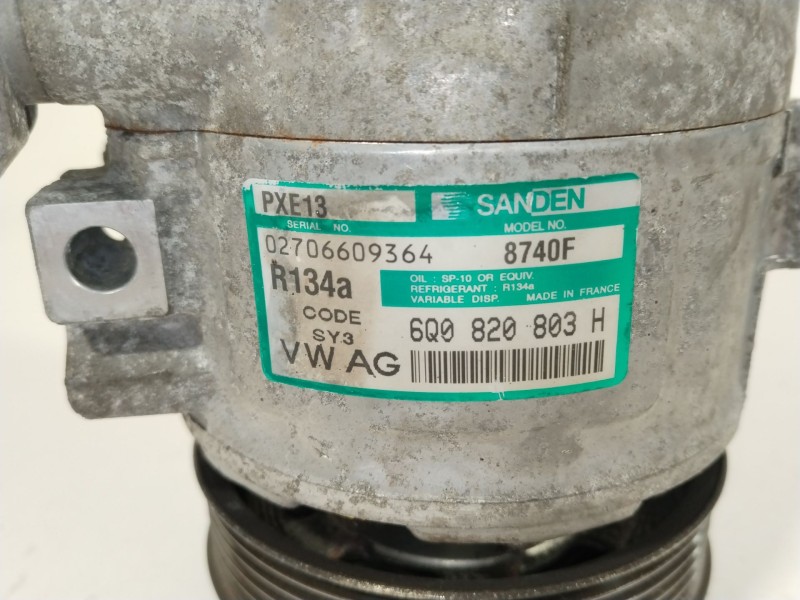 PXE13 SANDEN
SERIAL NO. MODEL NO.
02706609364 8740F
R134a OIL : SP-10 OR EQUIV.
REFRIGERANT : R134a
VARIABLE DISP. MADE IN FRANCE
CODE 6Q0 820 803 H
SY3
VW AG